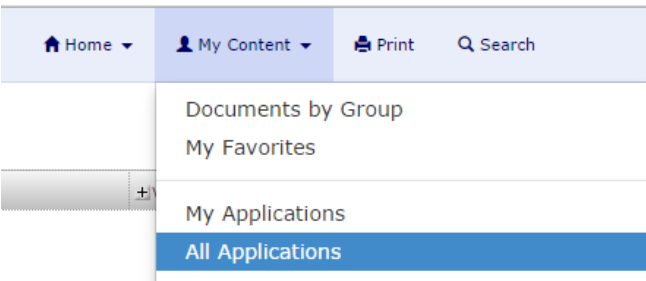 Home My Content Print Search
Documents by Group
My Favorites
My Applications
All Applications